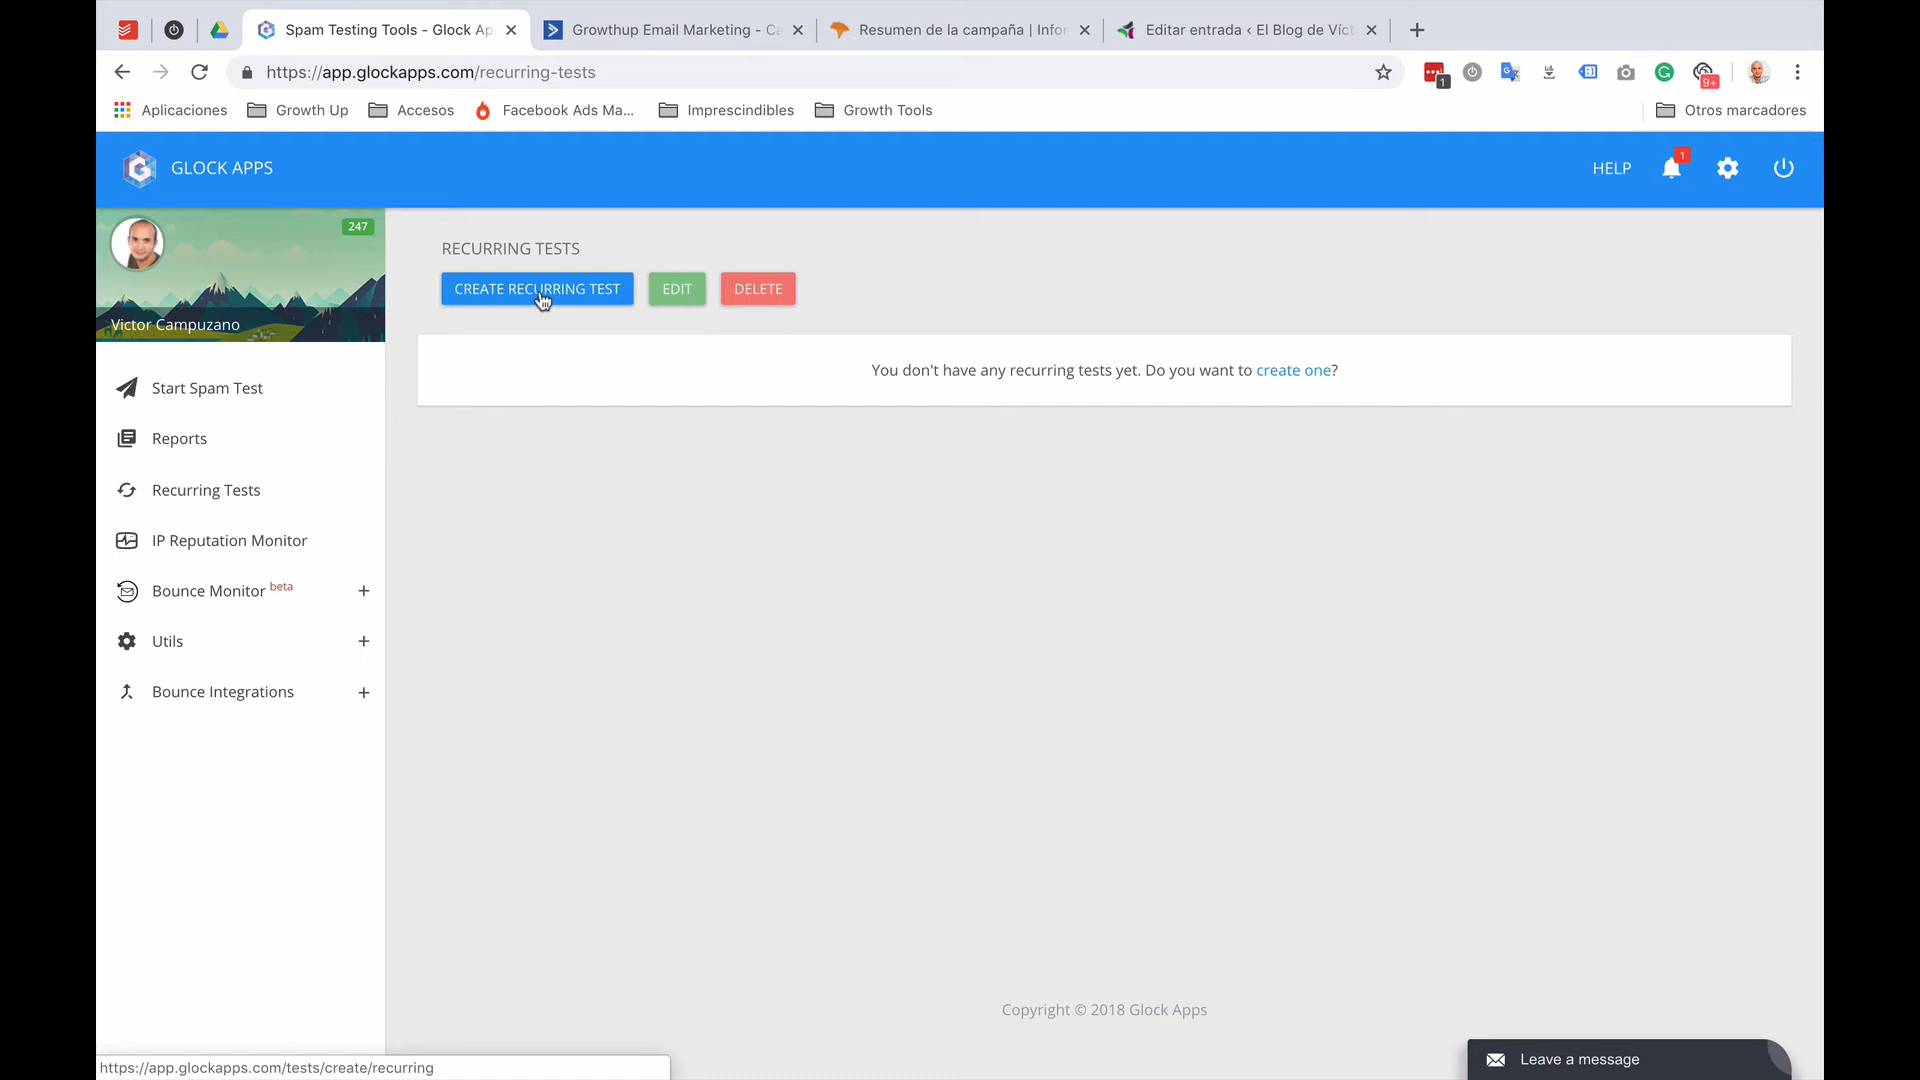 Spam Testing Tools - Glock Ap
Growthup Email Marketing - Ca
Resumen de la campaña | Infor
Editar entrada ‹ El Blog de Víct
https://app.glockapps.com/recurring-tests
1
9+
Aplicaciones
Growth Up
Accesos
Facebook Ads Ma...
Imprescindibles
Growth Tools
Otros marcadores
GLOCK APPS
HELP
1
247
Victor Campuzano
RECURRING TESTS
CREATE RECURRING TEST
EDIT
DELETE
You don't have any recurring tests yet. Do you want to create one?
Start Spam Test
Reports
Recurring Tests
IP Reputation Monitor
Bounce Monitor beta
Utils
Bounce Integrations
Copyright © 2018 Glock Apps
Leave a message
https://app.glockapps.com/tests/create/recurring